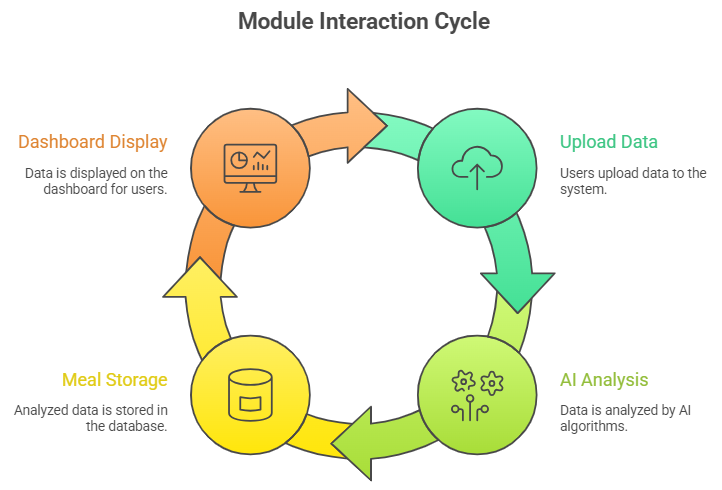 Module Interaction Cycle
Dashboard Display
Data is displayed on the
dashboard for users.
Upload Data
Users upload data to the
system.
Meal Storage
Analyzed data is stored in
the database.
AI Analysis
Data is analyzed by AI
algorithms.